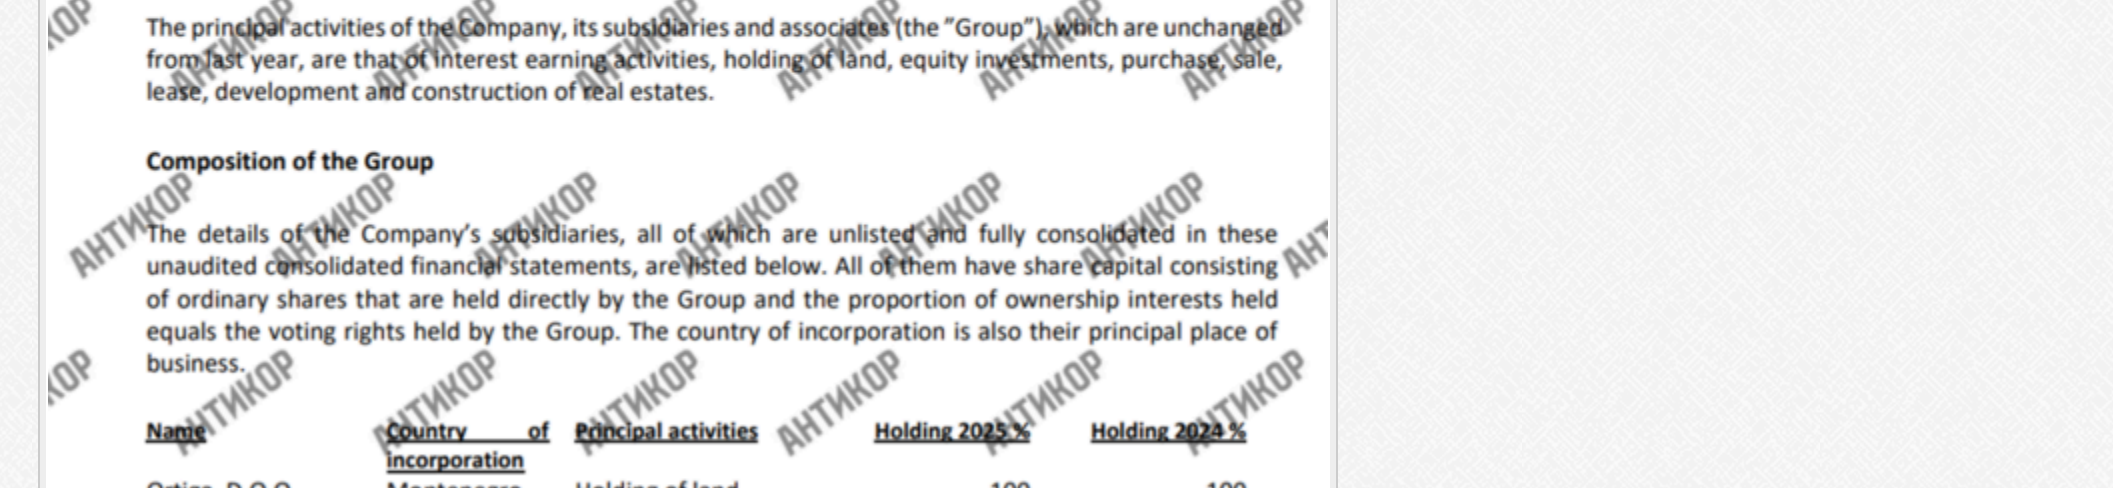 The principal activities of the Company, its subsidiaries and associates (the "Group"), which are unchanged
from last year, are that of interest earning activities, holding of land, equity investments, purchase, sale,
lease, development and construction of real estates.
Composition of the Group
The details of the Company's subsidiaries, all of which are unlisted and fully consolidated in these
unaudited consolidated financial statements, are listed below. All of them have share capital consisting
of ordinary shares that are held directly by the Group and the proportion of ownership interests held
equals the voting rights held by the Group. The country of incorporation is also their principal place of
business.
Name Country of Principal activities Holding 2025 % Holding 2024 %
incorporation
Montenegro Holding of land 100 100
АНТИКОР